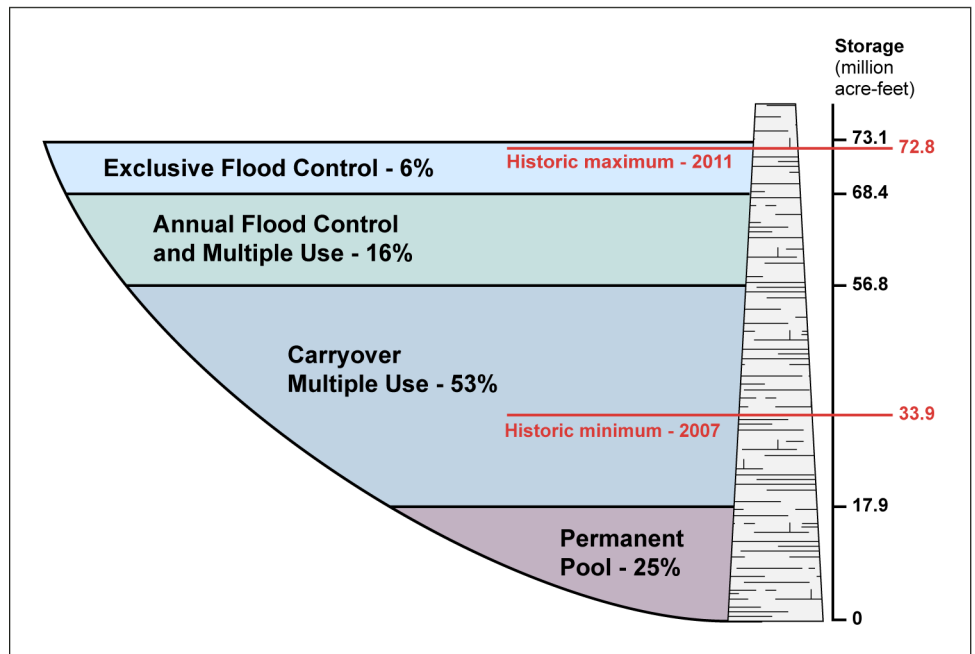 Storage
(million
acre-feet)
73.1
Historic maximum - 2011
72.8
Exclusive Flood Control - 6%
68.4
Annual Flood Control
and Multiple Use - 16%
56.8
Carryover
Multiple Use - 53%
33.9
Historic minimum - 2007
17.9
Permanent
Pool - 25%
0